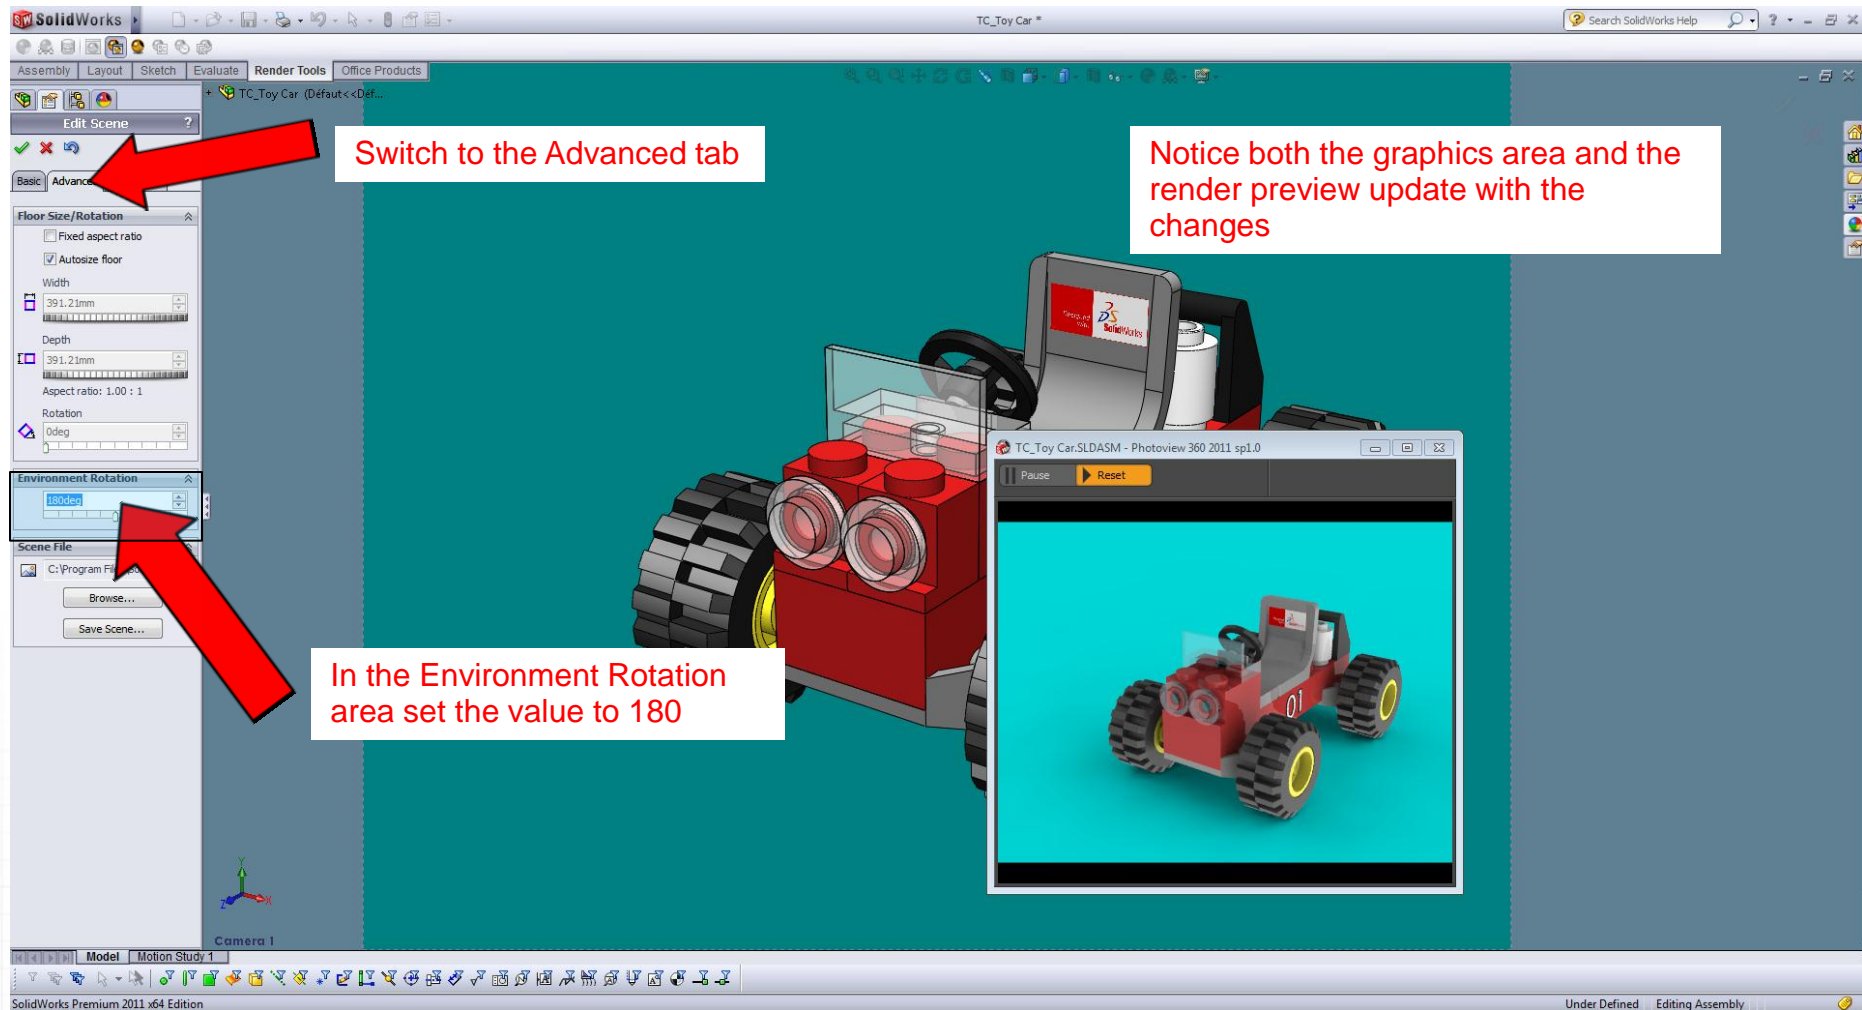 SolidWorks
TC_Toy Car *
Search SolidWorks Help
?
Assembly
Layout
Sketch
Evaluate
Render Tools
Office Products
+ TC_Toy Car (Défaut<<Déf...
Edit Scene
?
Basic
Advance
Switch to the Advanced tab
Notice both the graphics area and the
render preview update with the
changes
Floor Size/Rotation
Fixed aspect ratio
Autosize floor
Width
391.21mm
Depth
391.21mm
Aspect ratio: 1.00 : 1
Rotation
0deg
Environment Rotation
180deg
Scene File
C:\Program File
Browse...
Save Scene...
In the Environment Rotation
area set the value to 180
SolidWorks
TC_Toy Car.SLDASM - Photoview 360 2011 sp1.0
Pause
Reset
01
Y
Z
X
Camera 1
Model
Motion Study 1
SolidWorks Premium 2011 x64 Edition
Under Defined
Editing Assembly